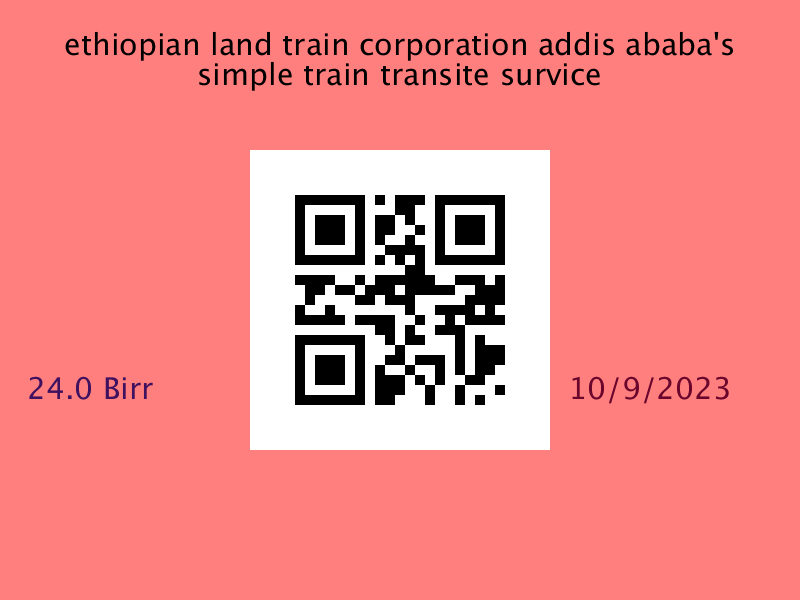 ethiopian land train corporation addis ababa's
simple train transite survice
24.0 Birr
10/9/2023